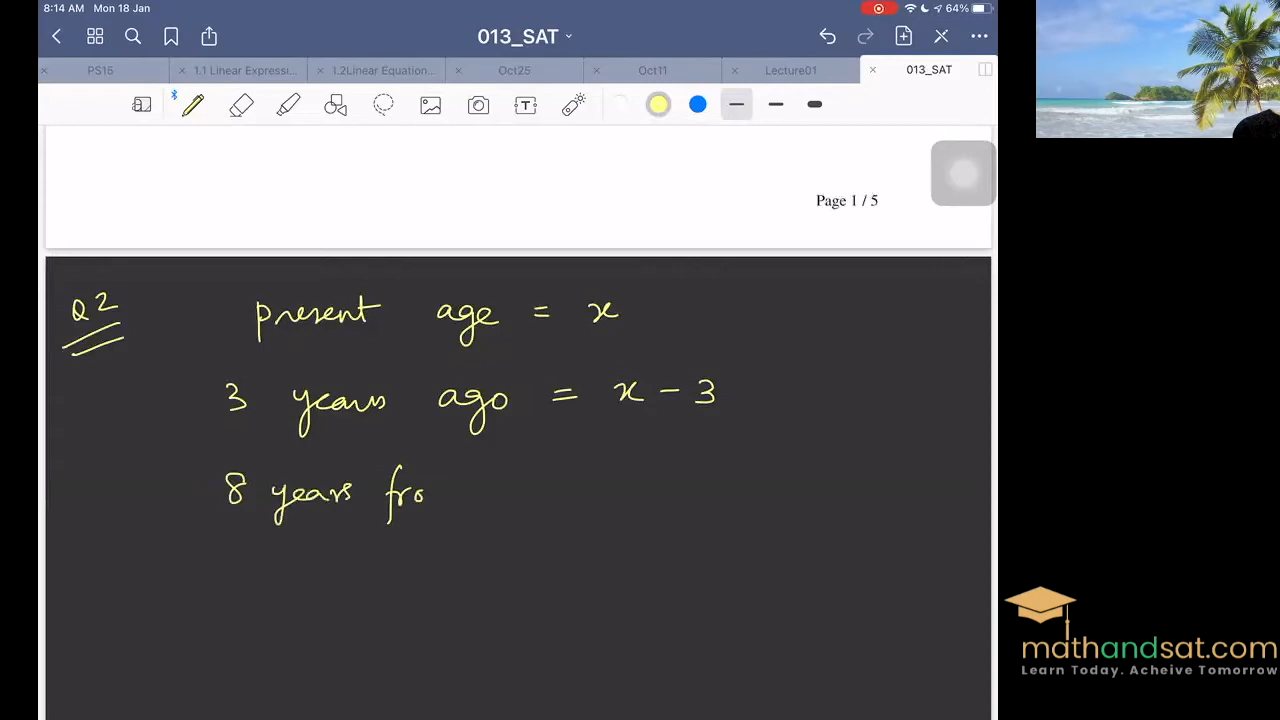 8:14 AM Mon 18 Jan 64%
013_SAT
PS15 1.1 Linear Expressi... 1.2Linear Equation... Oct25 Oct11 Lecture01 013_SAT
T
Page 1 / 5
Q2 present age = x
3 years ago = x - 3
8 years fro
mathandsat.com
Learn Today. Acheive Tomorrow